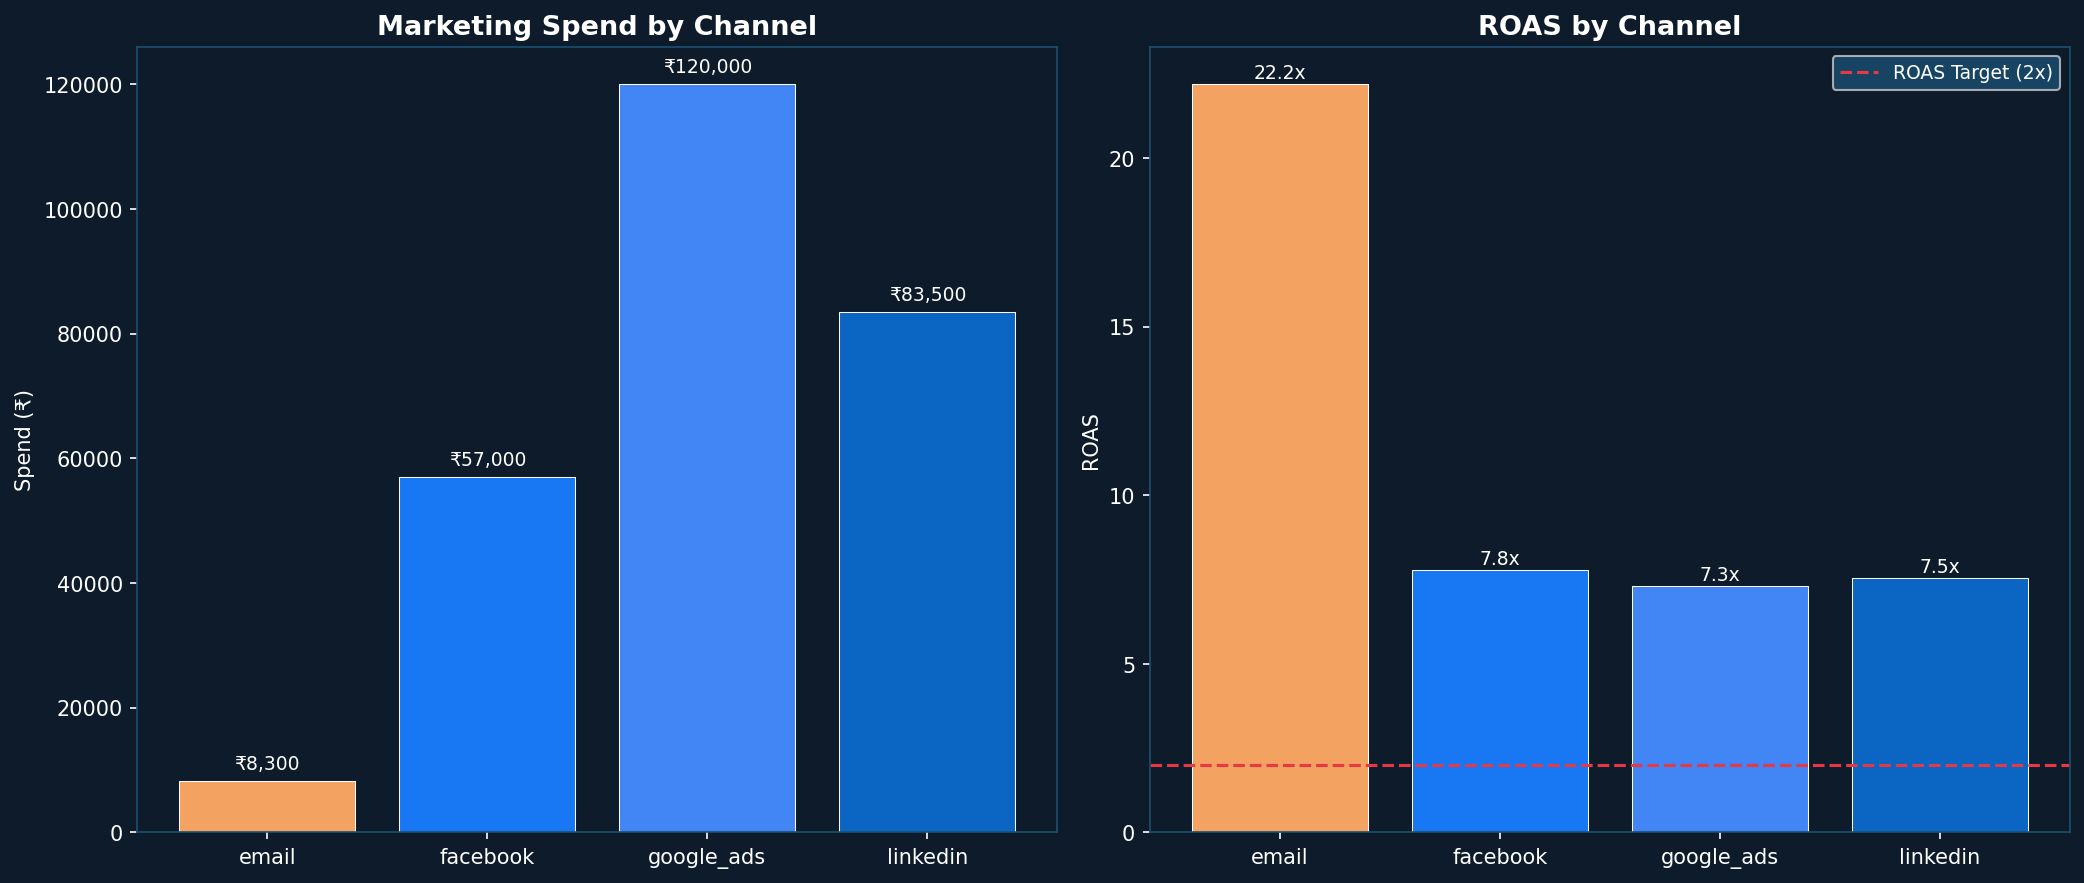 Marketing Spend by Channel
Spend (₹)
120000
100000
80000
60000
40000
20000
0
₹8,300
₹57,000
₹120,000
₹83,500
email
facebook
google_ads
linkedin
ROAS by Channel
ROAS Target (2x)
ROAS
20
15
10
5
0
22.2x
7.8x
7.3x
7.5x
email
facebook
google_ads
linkedin